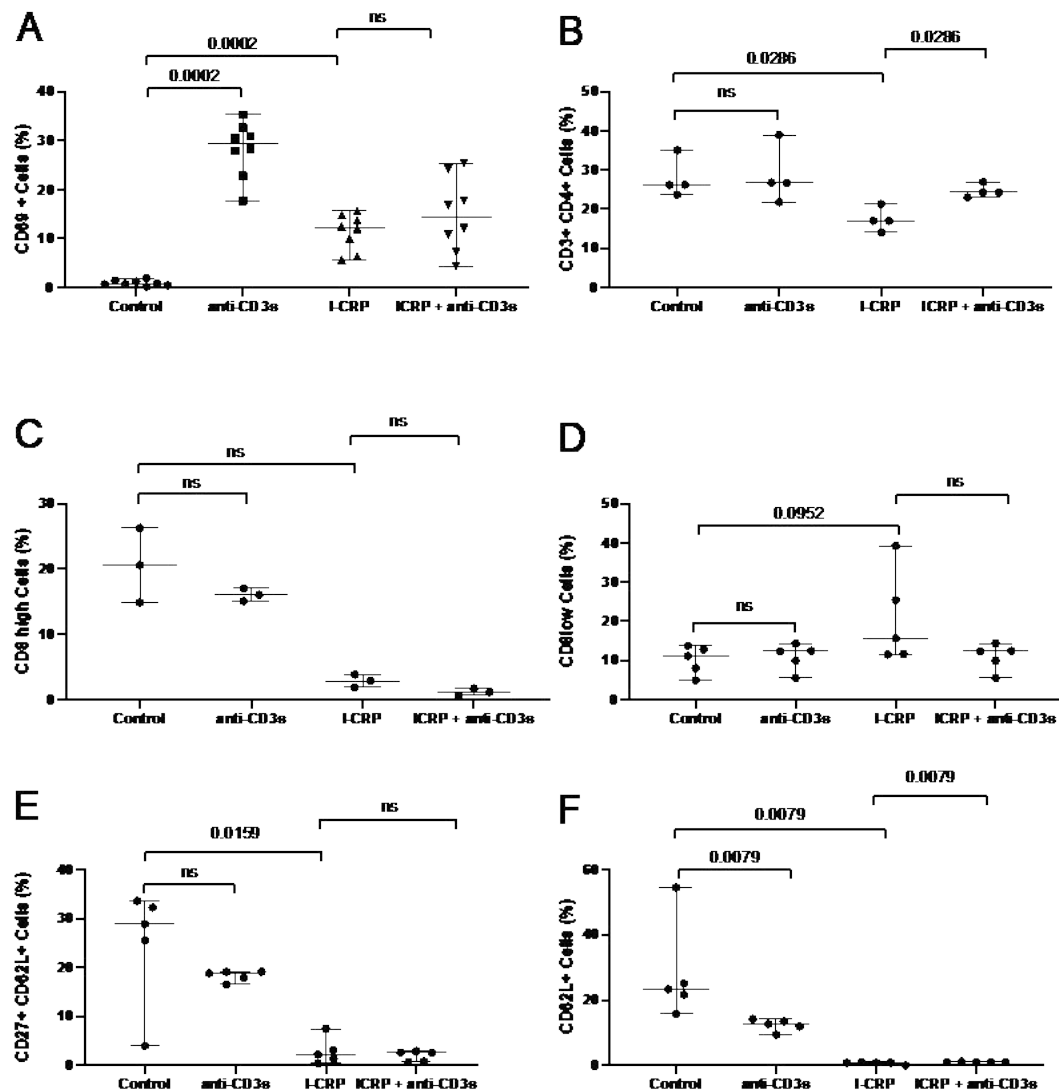 A
ns
0.0002
0.0002
CD69 +Cells (%)
40
30
20
10
0
Control
anti-CD3s
I-CRP
ICRP + anti-CD3s
B
0.0286
0.0286
ns
CD3+ CD4+ Cells (%)
50
40
30
20
10
0
Control
anti-CD3s
I-CRP
ICRP + anti-CD3s
C
ns
ns
ns
CD8 high Cells (%)
30
20
10
0
Control
anti-CD3s
I-CRP
ICRP + anti-CD3s
D
ns
0.0952
ns
CD8low Cells (%)
50
40
30
20
10
0
Control
anti-CD3s
I-CRP
ICRP + anti-CD3s
E
ns
0.0159
ns
CD27+ CD62L+ Cells (%)
40
30
20
10
0
Control
anti-CD3s
I-CRP
ICRP + anti-CD3s
F
0.0079
0.0079
0.0079
CD62L+ Cells (%)
60
40
20
0
Control
anti-CD3s
I-CRP
ICRP + anti-CD3s